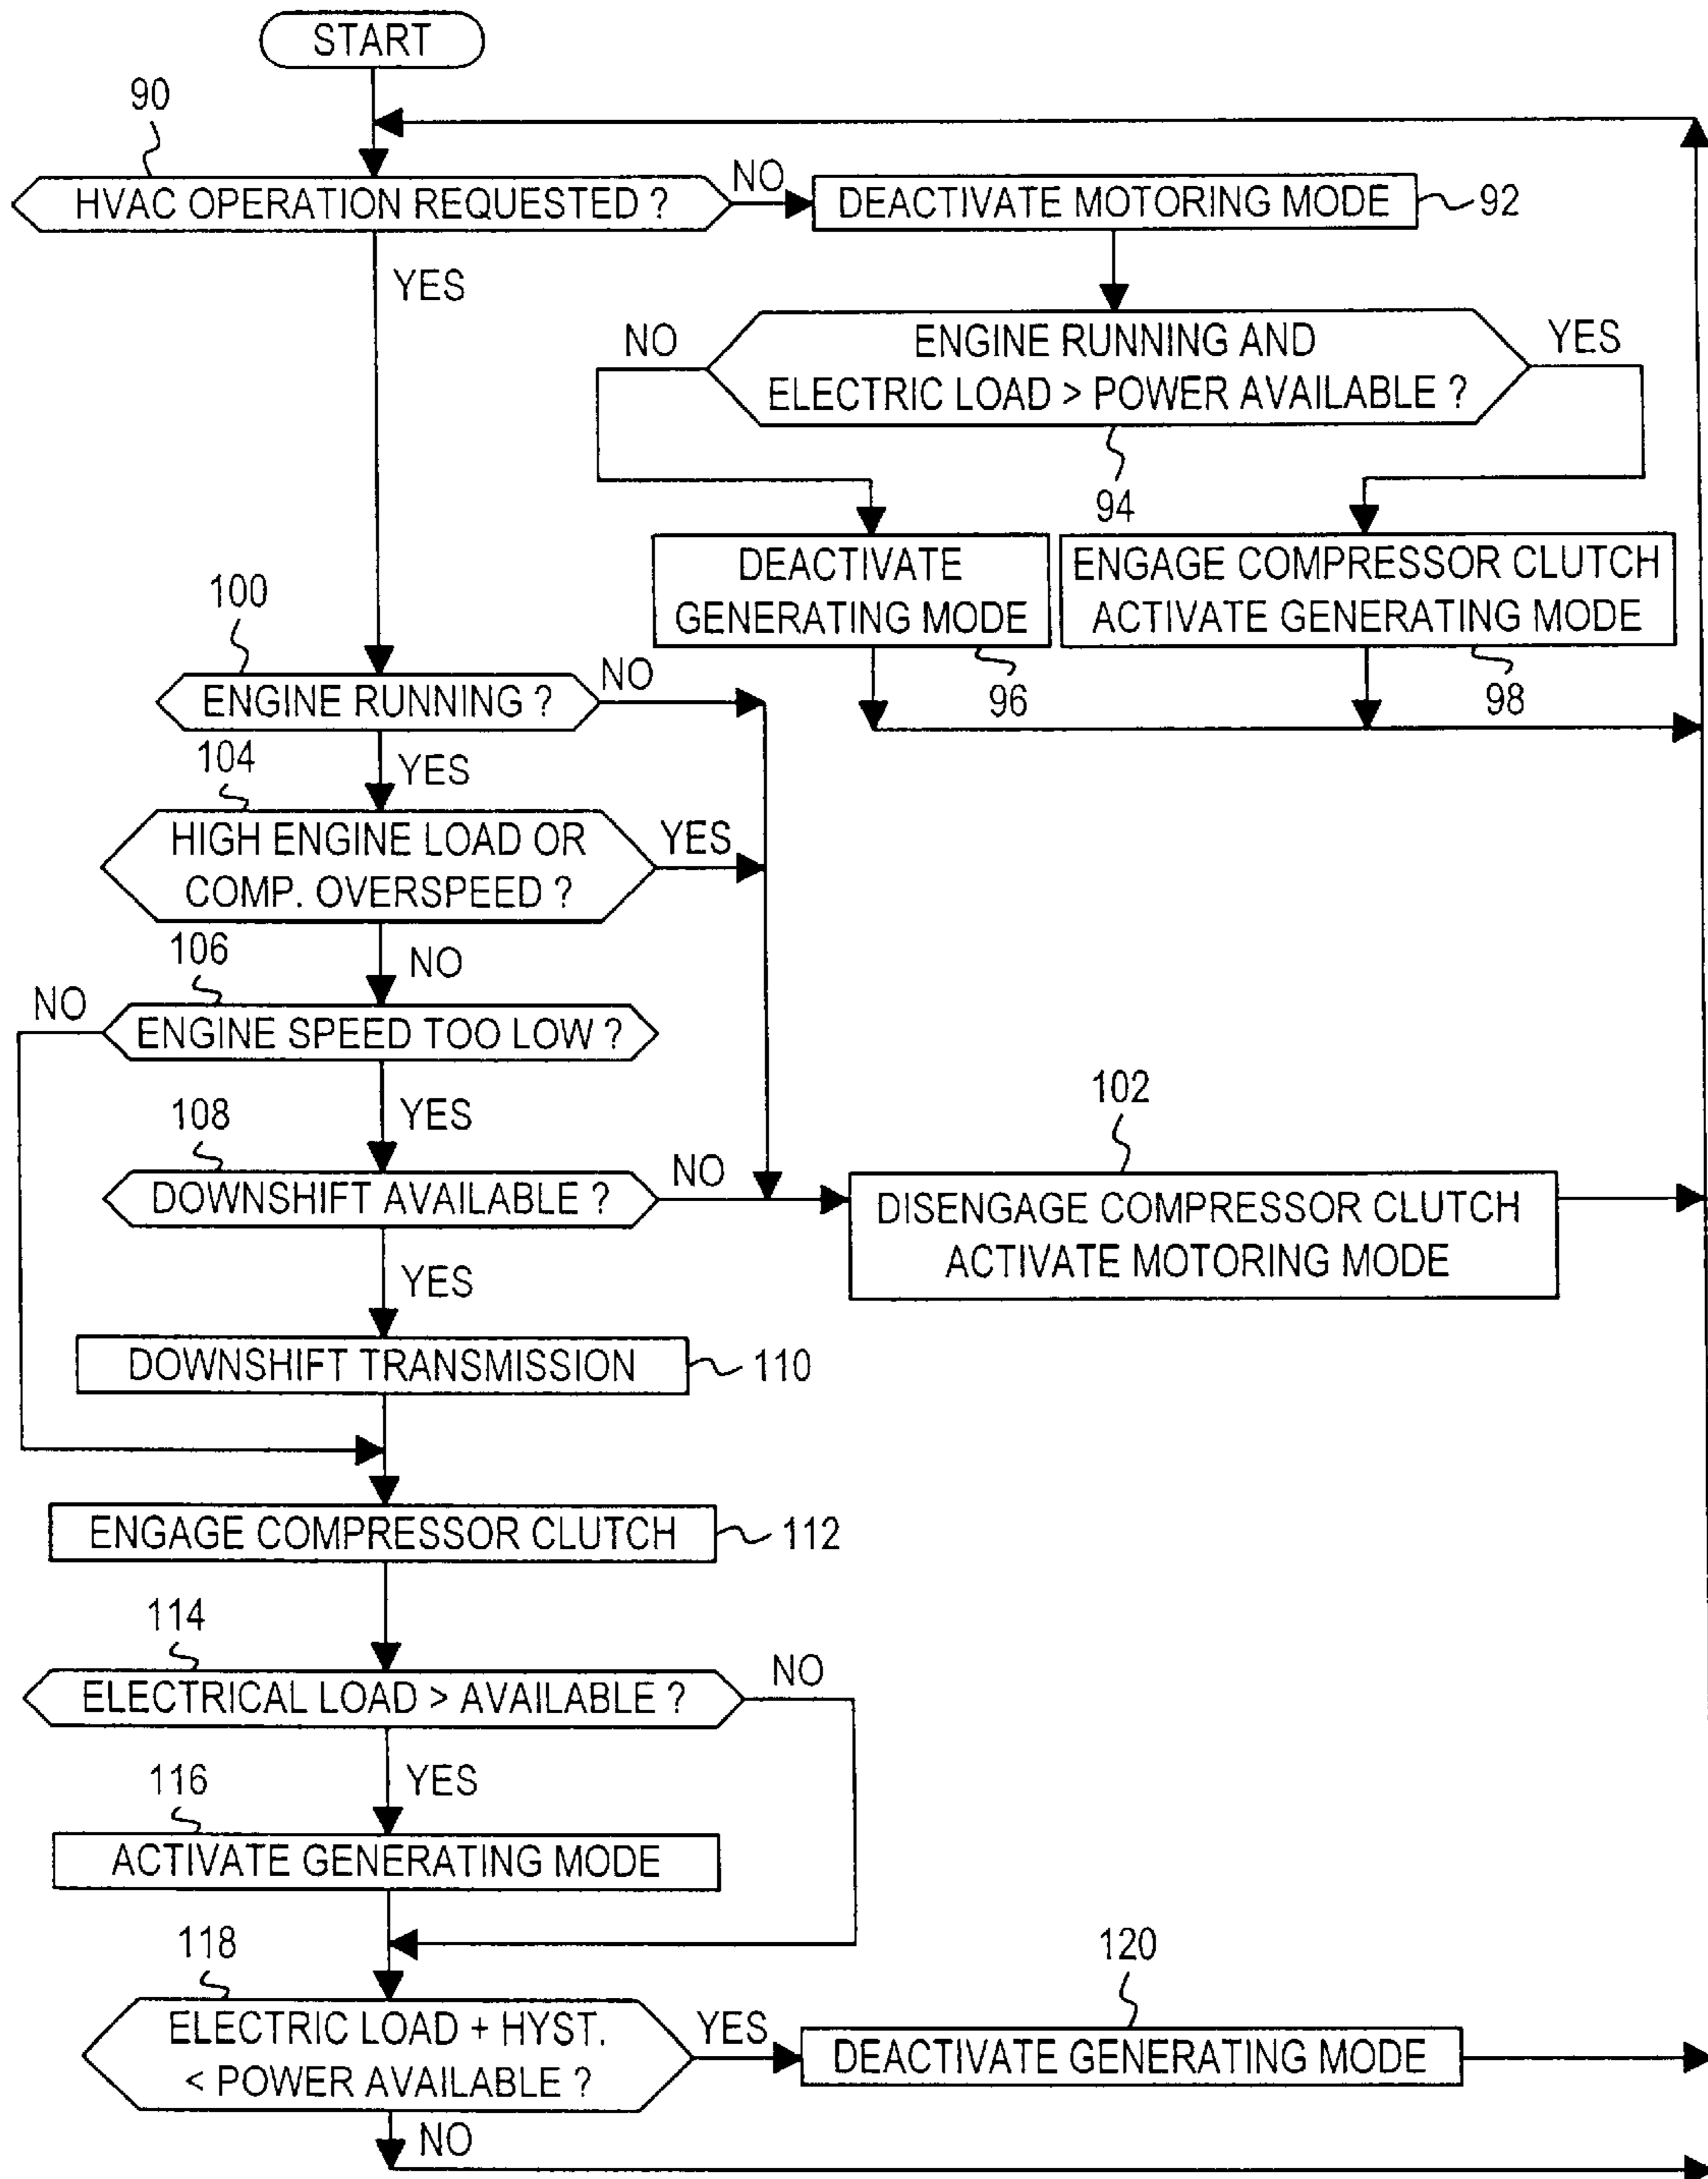 START
90
HVAC OPERATION REQUESTED ?
NO
DEACTIVATE MOTORING MODE
92
YES
NO
ENGINE RUNNING AND
ELECTRIC LOAD > POWER AVAILABLE ?
YES
94
DEACTIVATE
GENERATING MODE
96
ENGAGE COMPRESSOR CLUTCH
ACTIVATE GENERATING MODE
98
100
ENGINE RUNNING ?
NO
YES
104
HIGH ENGINE LOAD OR
COMP. OVERSPEED ?
YES
NO
106
NO
ENGINE SPEED TOO LOW ?
YES
108
DOWNSHIFT AVAILABLE ?
NO
102
DISENGAGE COMPRESSOR CLUTCH
ACTIVATE MOTORING MODE
YES
DOWNSHIFT TRANSMISSION
110
ENGAGE COMPRESSOR CLUTCH
112
114
ELECTRICAL LOAD > AVAILABLE ?
NO
YES
116
ACTIVATE GENERATING MODE
118
ELECTRIC LOAD + HYST.
< POWER AVAILABLE ?
YES
120
DEACTIVATE GENERATING MODE
NO